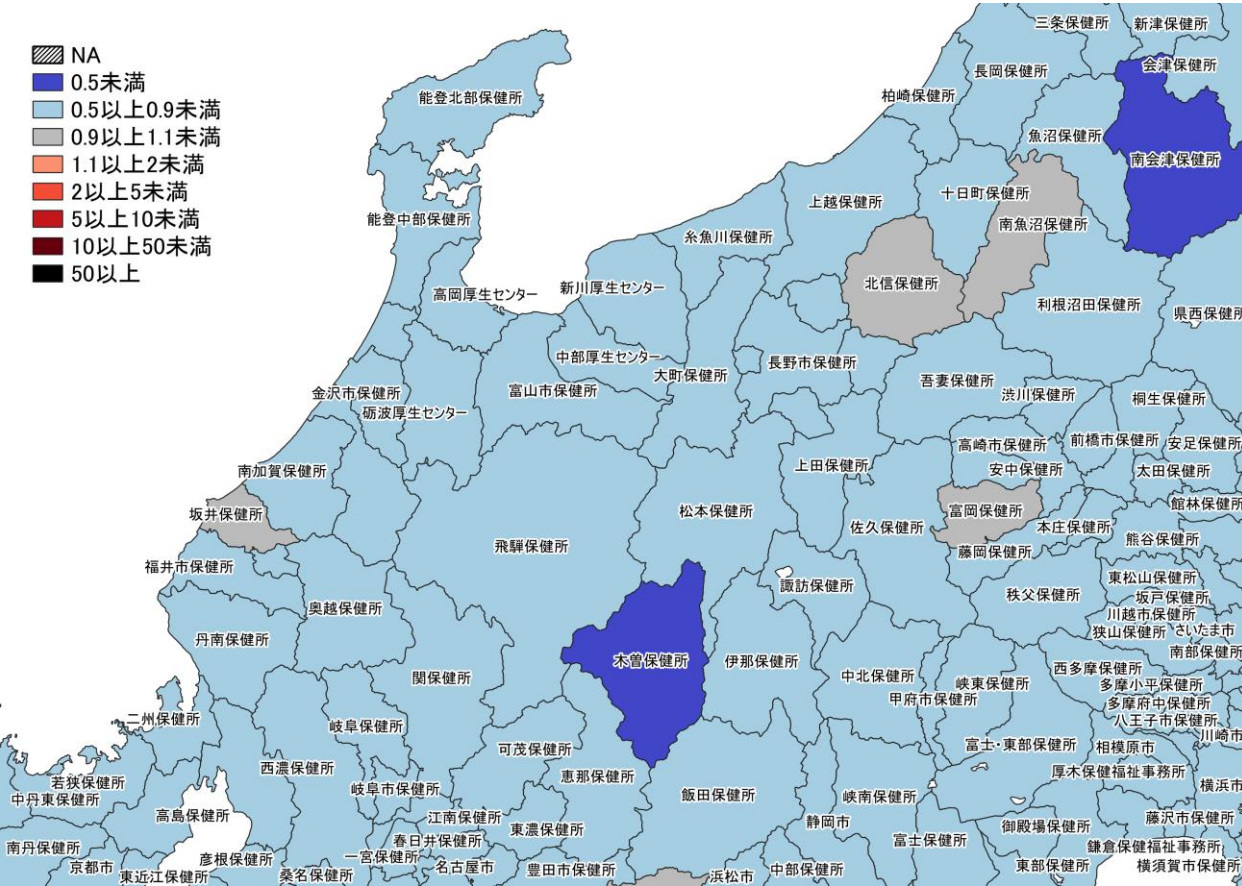 NA
0.5未満
0.5以上0.9未満
0.9以上1.1未満
1.1以上2未満
2以上5未満
5以上10未満
10以上50未満
50以上
三条保健所
新津保健所
長岡保健所
会津保健所
能登北部保健所
柏崎保健所
魚沼保健所
南会津保健所
十日町保健所
上越保健所
能登中部保健所
南魚沼保健所
糸魚川保健所
北信保健所
新川厚生センター
高岡厚生センター
利根沼田保健所
県西保健所
中部厚生センター
長野市保健所
大町保健所
吾妻保健所
金沢市保健所
富山市保健所
渋川保健所
桐生保健所
砺波厚生センター
高崎市保健所
前橋市保健所
安足保健所
南加賀保健所
上田保健所
安中保健所
太田保健所
館林保健所
坂井保健所
松本保健所
富岡保健所
佐久保健所
本庄保健所
熊谷保健所
飛騨保健所
藤岡保健所
福井市保健所
東松山保健所
諏訪保健所
秩父保健所
坂戸保健所
奥越保健所
川越市保健所
丹南保健所
狭山保健所
さいたま市
南部保健所
木曽保健所
伊那保健所
西多摩保健所
関保健所
中北保健所
峡東保健所
多摩小平保健所
甲府市保健所
多摩府中保健所
二州保健所
岐阜保健所
八王子市保健所
川崎市
可茂保健所
富士・東部保健所
相模原市
西濃保健所
恵那保健所
厚木保健福祉事務所
若狭保健所
岐阜市保健所
飯田保健所
峡南保健所
横浜市
中丹東保健所
高島保健所
江南保健所
東濃保健所
静岡市
御殿場保健所
藤沢市保健所
南丹保健所
春日井保健所
富士保健所
鎌倉保健福祉事務所
京都市
彦根保健所
一宮保健所
名古屋市
豊田市保健所
中部保健所
東部保健所
横須賀市保健所
東近江保健所
桑名保健所
浜松市